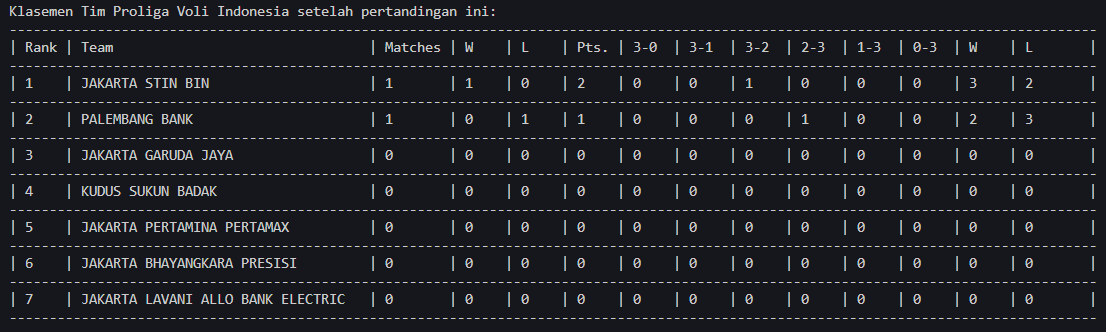 Klasemen Tim Proliga Voli Indonesia setelah pertandingan ini:
| Rank | Team | Matches | W | L | Pts. | 3-0 | 3-1 | 3-2 | 2-3 | 1-3 | 0-3 | W | L |
| 1 | JAKARTA STIN BIN | 1 | 1 | 0 | 2 | 0 | 0 | 1 | 0 | 0 | 0 | 3 | 2 |
| 2 | PALEMBANG BANK | 1 | 0 | 1 | 1 | 0 | 0 | 0 | 1 | 0 | 0 | 2 | 3 |
| 3 | JAKARTA GARUDA JAYA | 0 | 0 | 0 | 0 | 0 | 0 | 0 | 0 | 0 | 0 | 0 | 0 |
| 4 | KUDUS SUKUN BADAK | 0 | 0 | 0 | 0 | 0 | 0 | 0 | 0 | 0 | 0 | 0 | 0 |
| 5 | JAKARTA PERTAMINA PERTAMAX | 0 | 0 | 0 | 0 | 0 | 0 | 0 | 0 | 0 | 0 | 0 | 0 |
| 6 | JAKARTA BHAYANGKARA PRESISI | 0 | 0 | 0 | 0 | 0 | 0 | 0 | 0 | 0 | 0 | 0 | 0 |
| 7 | JAKARTA LAVANI ALLO BANK ELECTRIC | 0 | 0 | 0 | 0 | 0 | 0 | 0 | 0 | 0 | 0 | 0 | 0 |